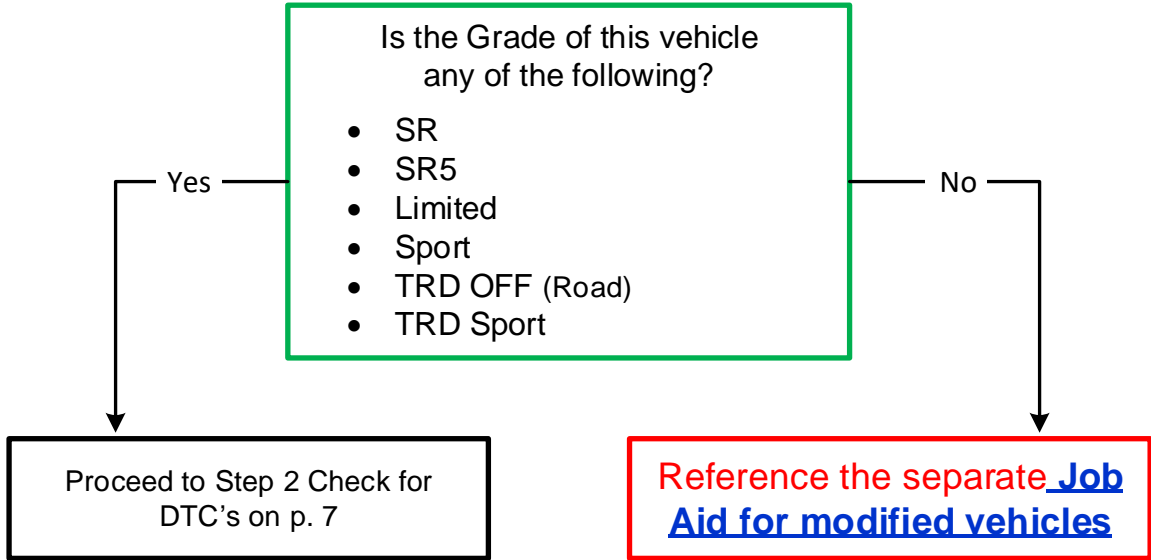 Is the Grade of this vehicle
any of the following?
• SR
• SR5
• Limited
• Sport
• TRD OFF (Road)
• TRD Sport
Yes
No
Proceed to Step 2 Check for
DTC's on p. 7
Reference the separate Job
Aid for modified vehicles